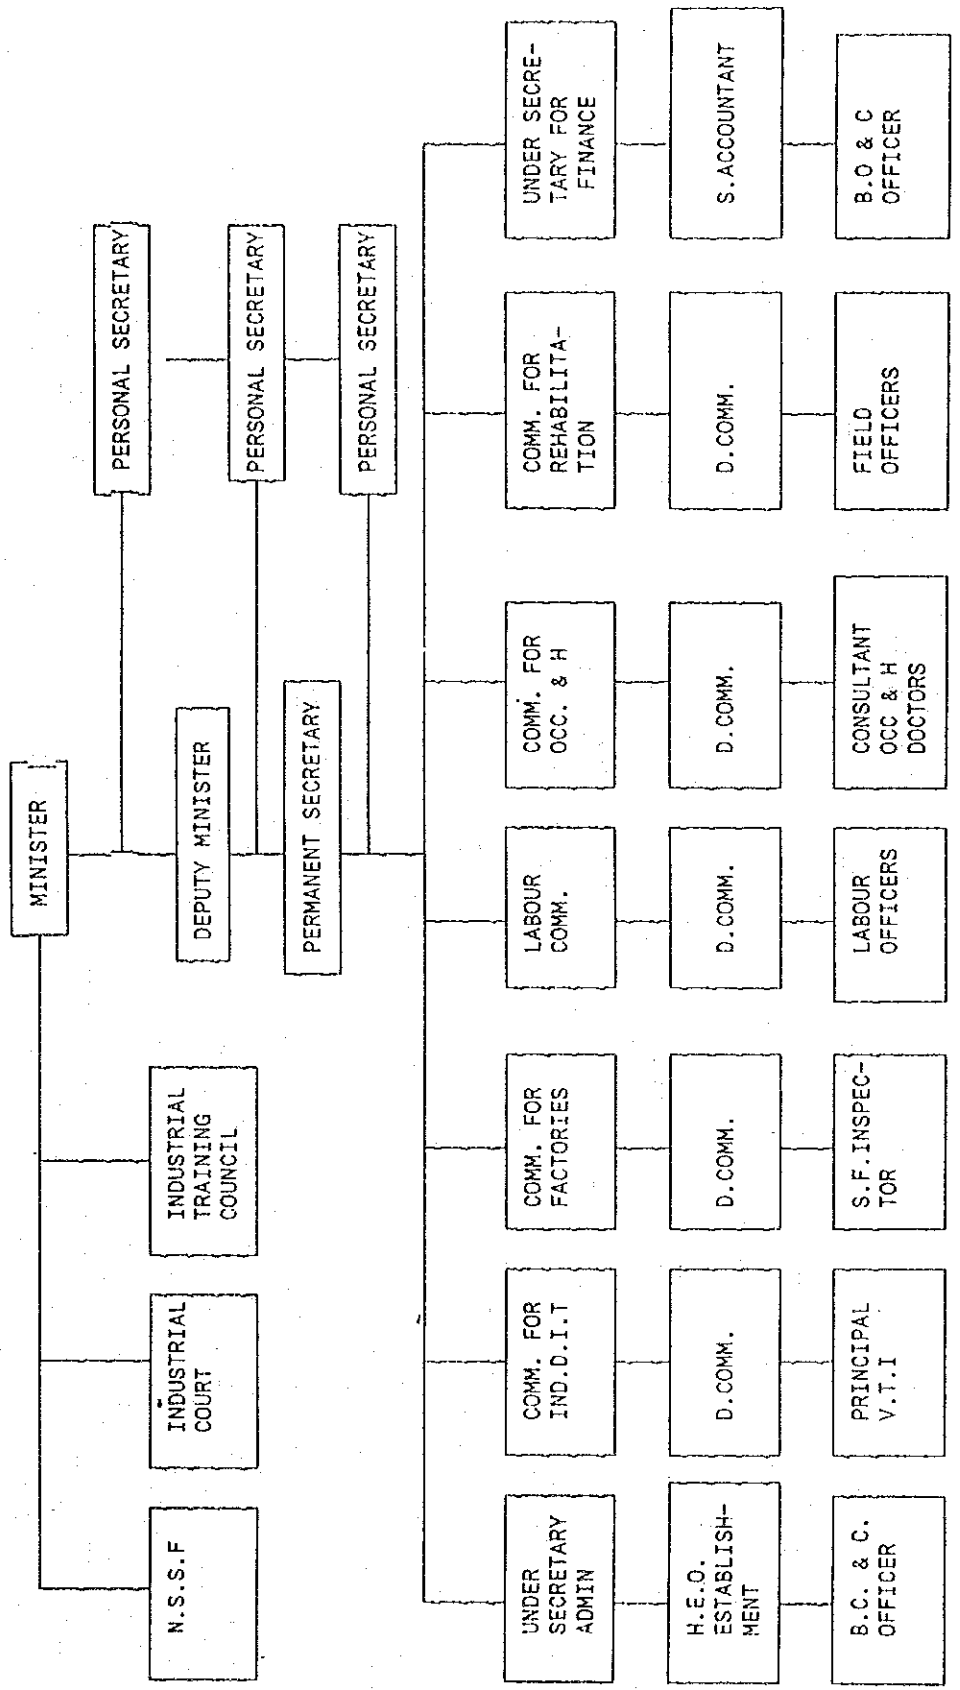 MINISTER
PERSONAL SECRETARY
DEPUTY MINISTER
PERSONAL SECRETARY
PERMANENT SECRETARY
PERSONAL SECRETARY
N.S.S.F
INDUSTRIAL
COURT
INDUSTRIAL
TRAINING
COUNCIL
UNDER
SECRETARY
ADMIN
COMM. FOR
IND.D.I.T
COMM. FOR
FACTORIES
LABOUR
COMM.
COMM. FOR
OCC. & H
COMM. FOR
REHABILITA-
TION
UNDER SECRE-
TARY FOR
FINANCE
H.E.O.
ESTABLISH-
MENT
D.COMM.
D.COMM.
D.COMM.
D.COMM.
D.COMM.
S.ACCOUNTANT
B.C. & C.
OFFICER
PRINCIPAL
V.T.I
S.F.INSPEC-
TOR
LABOUR
OFFICERS
CONSULTANT
OCC & H
DOCTORS
FIELD
OFFICERS
B.O & C
OFFICER